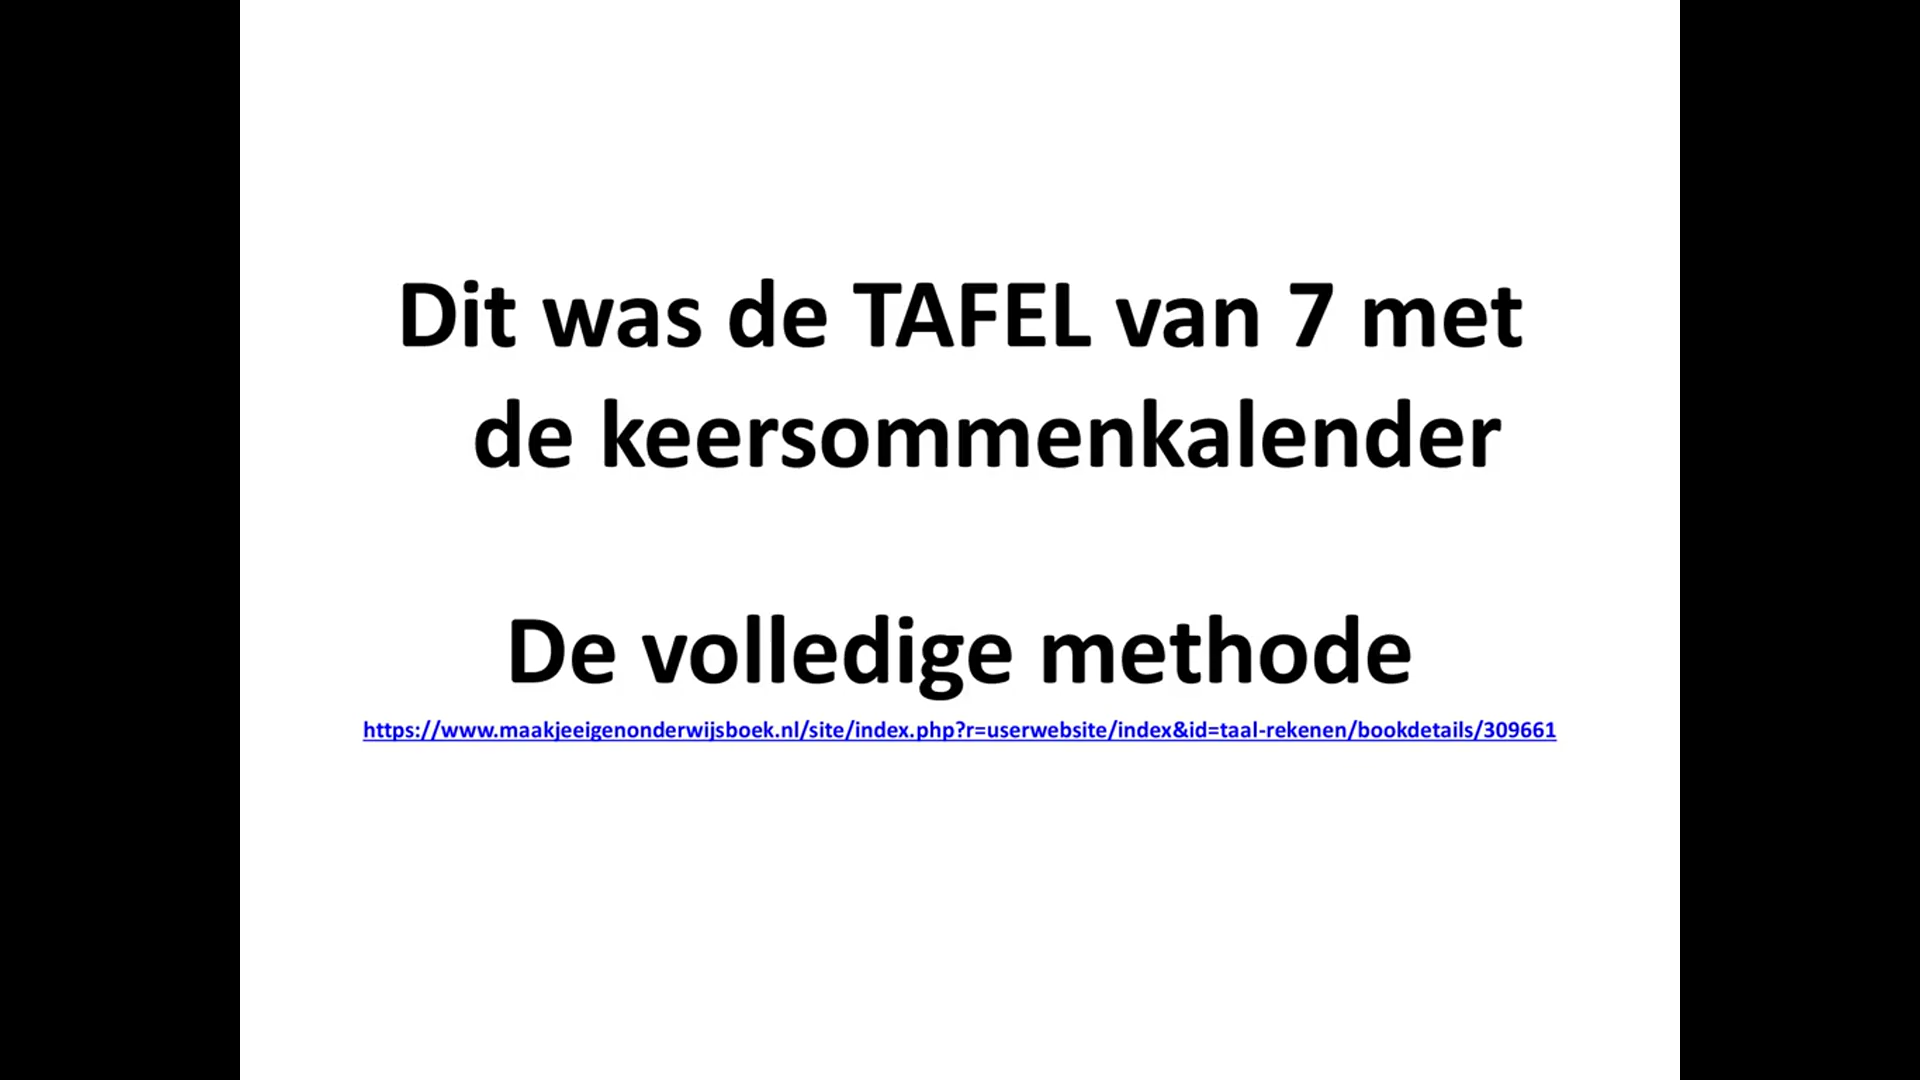 Dit was de TAFEL van 7 met
de keersommenkalender
De volledige methode
https://www.maakjeeigenonderwijsboek.nl/site/index.php?r=userwebsite/index&id=taal-rekenen/bookdetails/309661